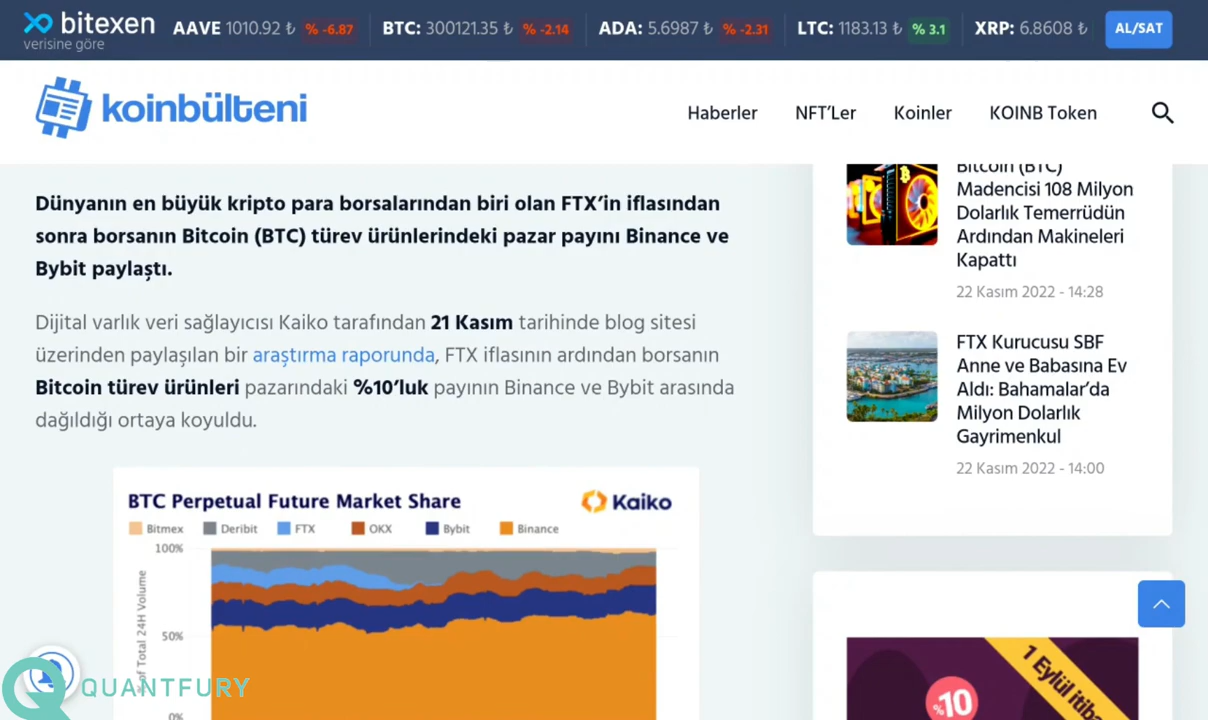 bitexen
verisine göre
AAVE 1010.92 ₺ % -6.87
BTC: 300121.35 ₺ % -2.14
ADA: 5.6987 ₺ % -2.31
LTC: 1183.13 ₺ % 3.1
XRP: 6.8608 ₺
AL/SAT
koinbülteni
Haberler
NFT'Ler
Koinler
KOINB Token
Dünyanın en büyük kripto para borsalarından biri olan FTX'in iflasından
sonra borsanın Bitcoin (BTC) türev ürünlerindeki pazar payını Binance ve
Bybit paylaştı.
Dijital varlık veri sağlayıcısı Kaiko tarafından 21 Kasım tarihinde blog sitesi
üzerinden paylaşılan bir araştırma raporunda, FTX iflasının ardından borsanın
Bitcoin türev ürünleri pazarındaki %10'luk payının Binance ve Bybit arasında
dağıldığı ortaya koyuldu.
BTC Perpetual Future Market Share
Kaiko
Bitmex
Deribit
FTX
OKX
Bybit
Binance
100%
50%
0%
of Total 24H Volume
Bitcoin (BTC)
Madencisi 108 Milyon
Dolarlık Temerrüdün
Ardından Makineleri
Kapattı
22 Kasım 2022 - 14:28
FTX Kurucusu SBF
Anne ve Babasına Ev
Aldı: Bahamalar'da
Milyon Dolarlık
Gayrimenkul
22 Kasım 2022 - 14:00
1 Eylül itiba
%10
QUANTFURY